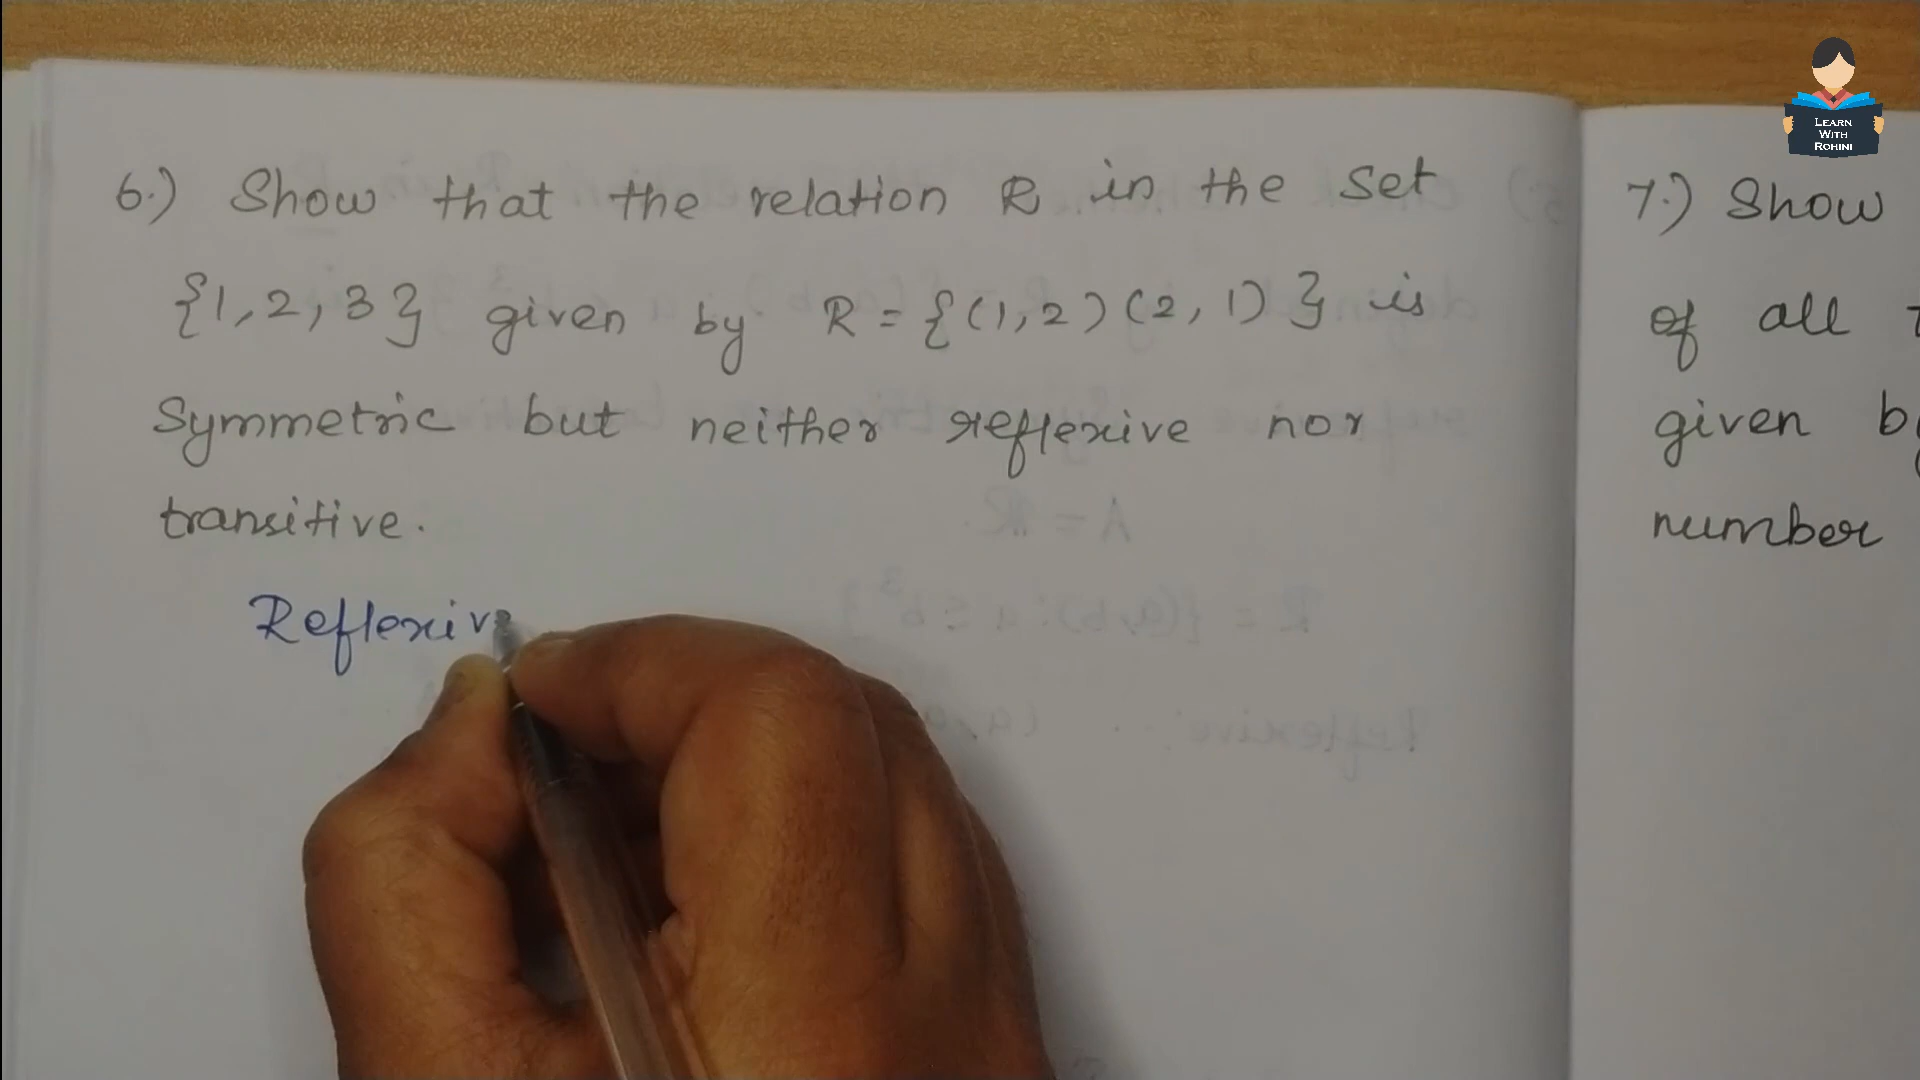 6.) Show that the relation R in the set
{1, 2, 3} given by R = {(1, 2) (2, 1)} is
Symmetric but neither reflexive nor
transitive.
Reflexive
7.) Show
of all
given
number
LEARN
WITH
ROHINI